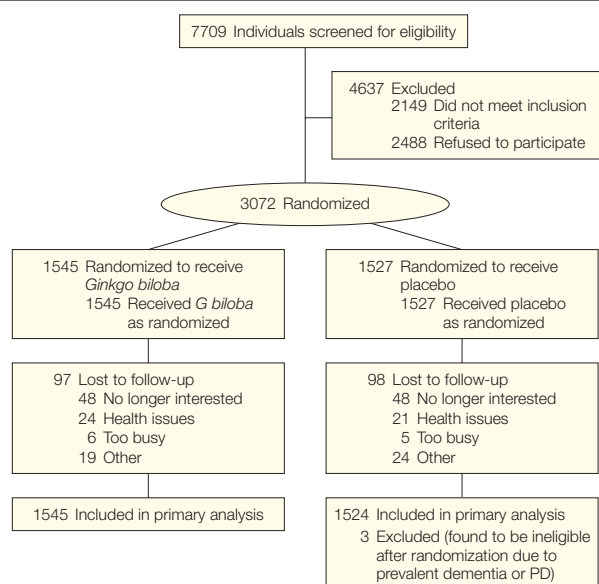 7709 Individuals screened for eligibility
4637 Excluded
2149 Did not meet inclusion
criteria
2488 Refused to participate
3072 Randomized
1545 Randomized to receive
Ginkgo biloba
1545 Received G biloba
as randomized
1527 Randomized to receive
placebo
1527 Received placebo
as randomized
97 Lost to follow-up
48 No longer interested
24 Health issues
6 Too busy
19 Other
98 Lost to follow-up
48 No longer interested
21 Health issues
5 Too busy
24 Other
1545 Included in primary analysis
1524 Included in primary analysis
3 Excluded (found to be ineligible
after randomization due to
prevalent dementia or PD)